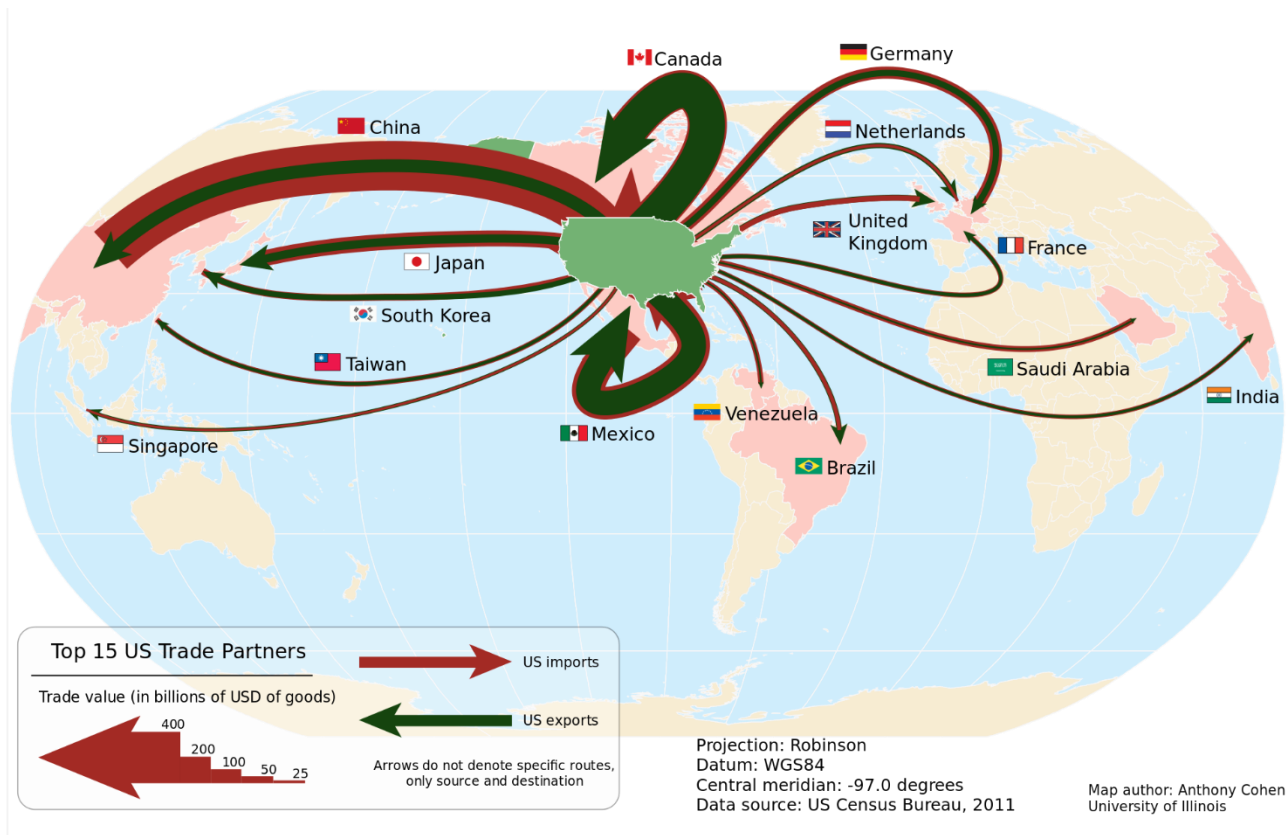 Canada
Germany
China
Netherlands
United
Kingdom
France
Japan
South Korea
Taiwan
Saudi Arabia
India
Venezuela
Mexico
Singapore
Brazil
Top 15 US Trade Partners
Trade value (in billions of USD of goods)
400
200
100
50
25
US imports
US exports
Arrows do not denote specific routes,
only source and destination
Projection: Robinson
Datum: WGS84
Central meridian: -97.0 degrees
Data source: US Census Bureau, 2011
Map author: Anthony Cohen
University of Illinois